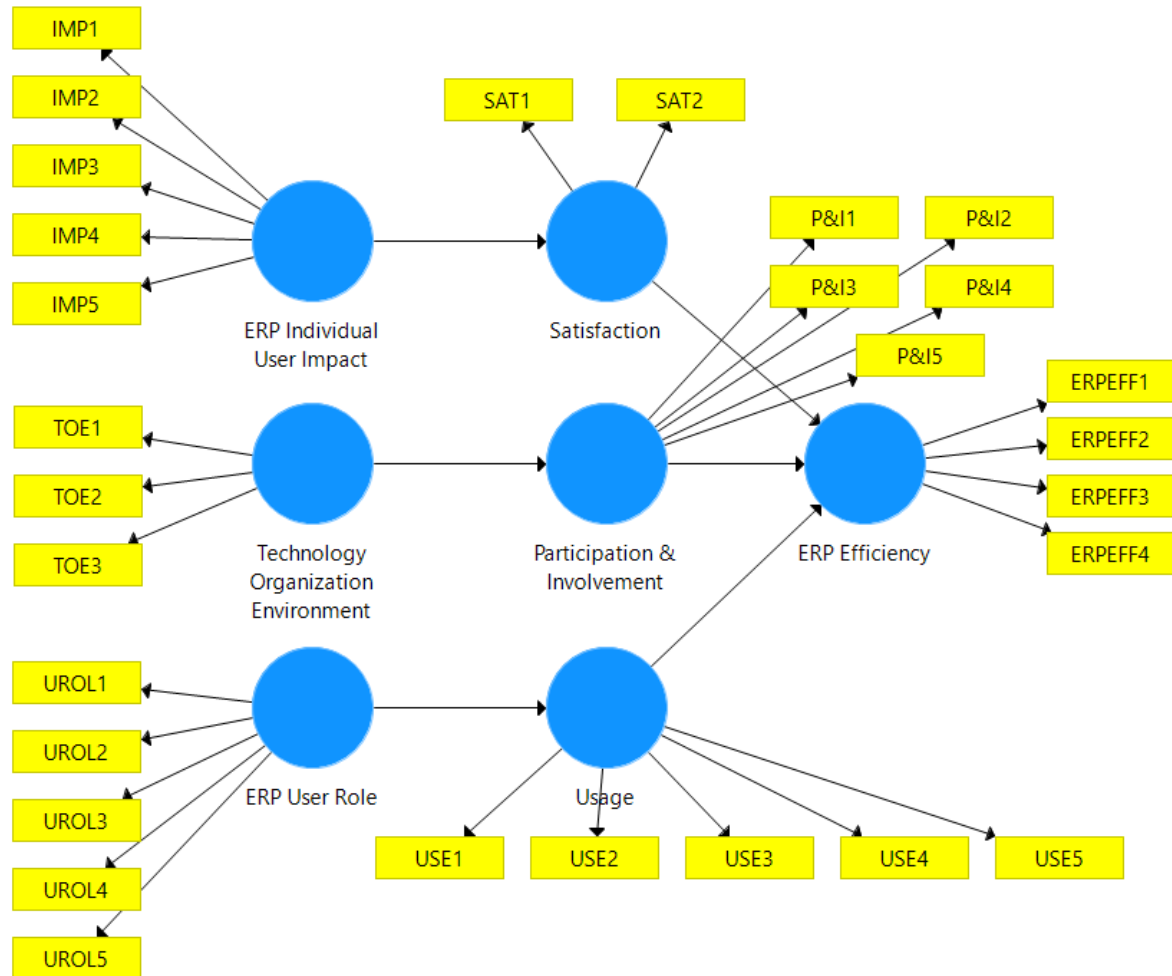 IMP1
IMP2
IMP3
IMP4
IMP5
ERP Individual
User Impact
SAT1
SAT2
Satisfaction
P&I1
P&I2
P&I3
P&I4
P&I5
TOE1
TOE2
TOE3
Technology
Organization
Environment
Participation &
Involvement
ERP Efficiency
ERPEFF1
ERPEFF2
ERPEFF3
ERPEFF4
UROL1
UROL2
UROL3
UROL4
UROL5
ERP User Role
Usage
USE1
USE2
USE3
USE4
USE5